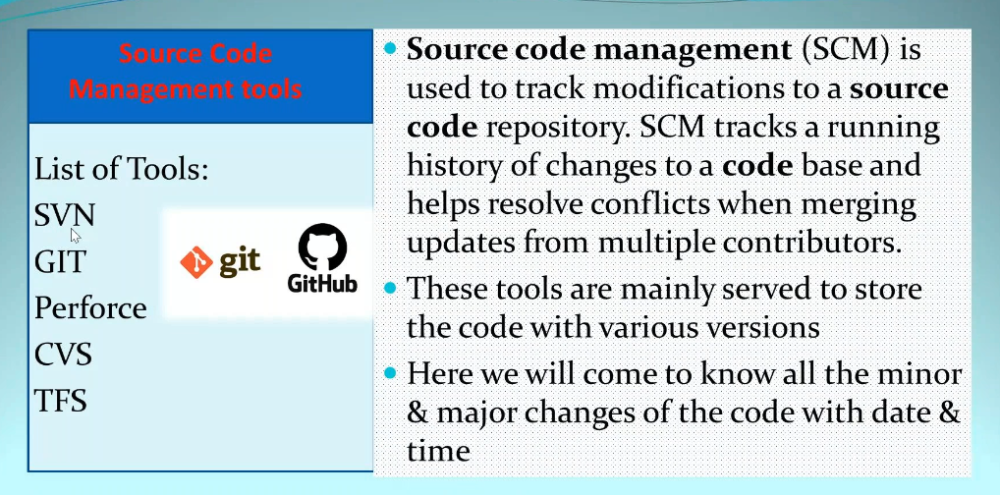 Source Code
Management tools
List of Tools:
SVN
GIT
Perforce
CVS
TFS
git
GitHub
Source code management (SCM) is
used to track modifications to a source
code repository. SCM tracks a running
history of changes to a code base and
helps resolve conflicts when merging
updates from multiple contributors.
These tools are mainly served to store
the code with various versions
Here we will come to know all the minor
& major changes of the code with date &
time